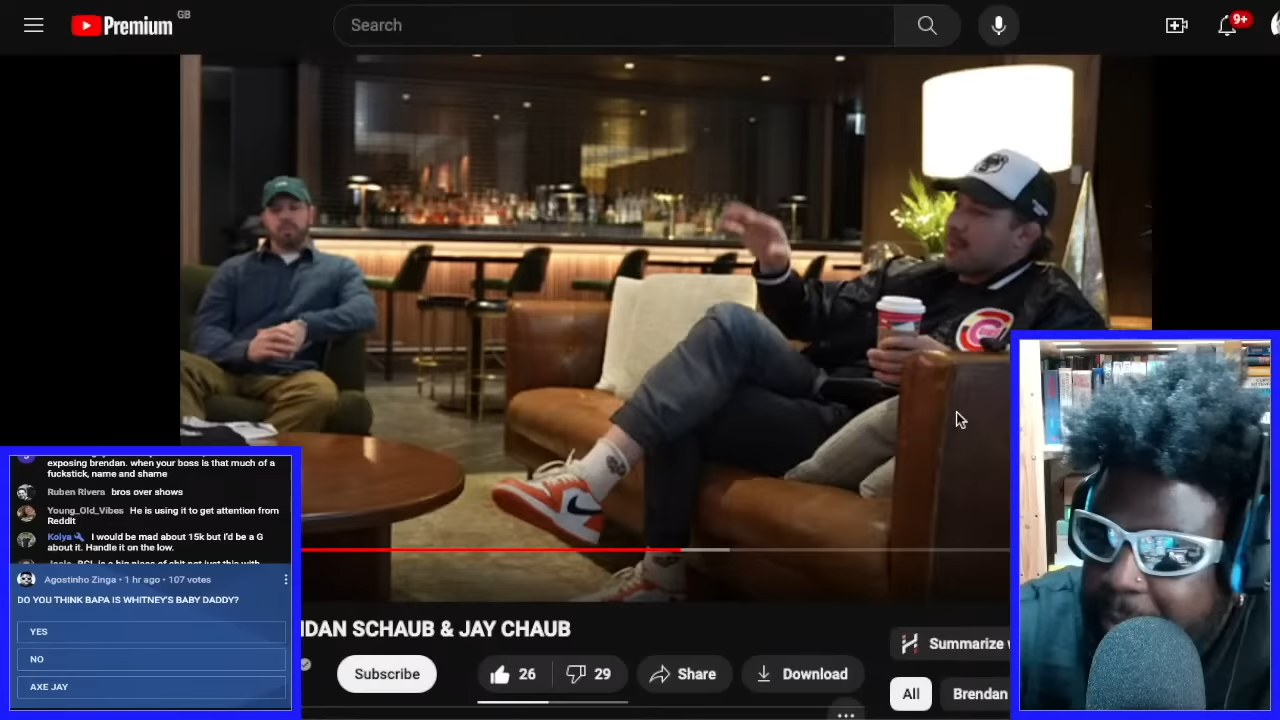 Premium GB
Search
9+
exposing brendan. when your boss is that much of a
fuckstick, name and shame
Ruben Rivera bros over shows
Young_Old_Vibes He is using it to get attention from
Reddit
Kolya I would be mad about 15k but I'd be a G
about it. Handle it on the low.
Agostinho Zinga • 1 hr ago • 107 votes
DO YOU THINK BAPA IS WHITNEY'S BABY DADDY?
YES
NO
AXE JAY
DAN SCHAUB & JAY CHAUB
Subscribe
26
29
Share
Download
Summarize
All
Brendan